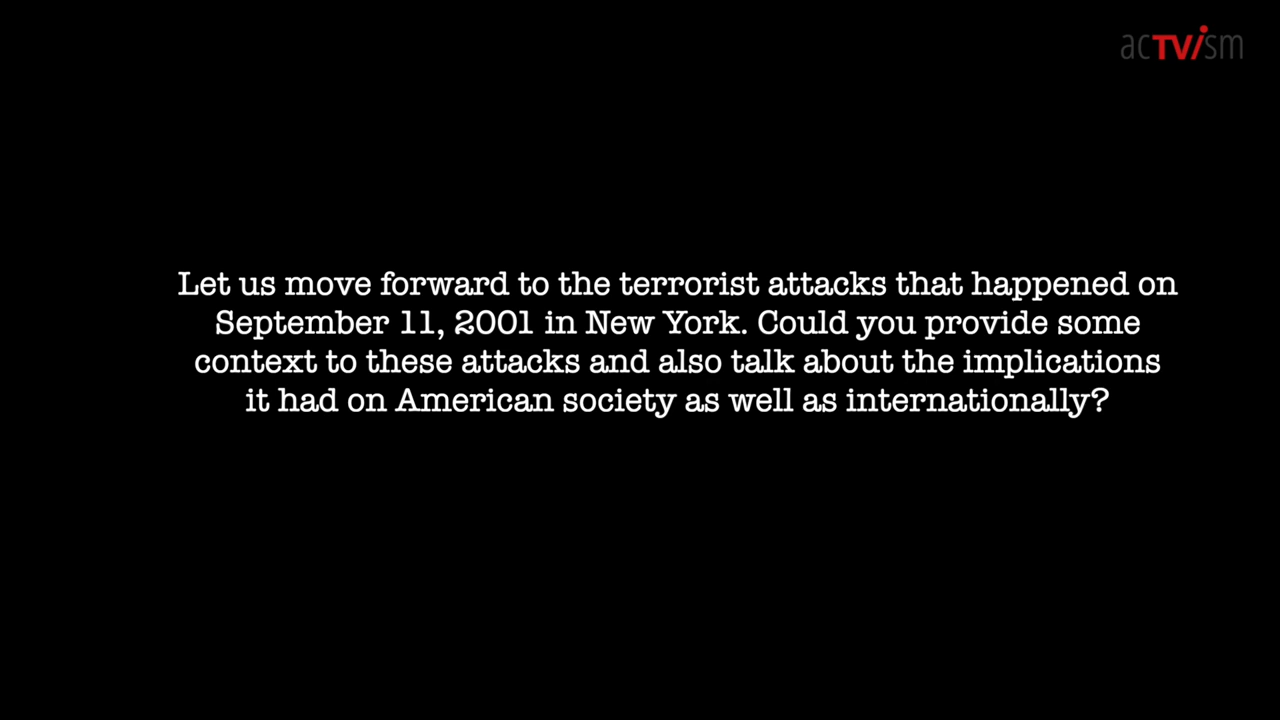 acTVism
Let us move forward to the terrorist attacks that happened on
September 11, 2001 in New York. Could you provide some
context to these attacks and also talk about the implications
it had on American society as well as internationally?